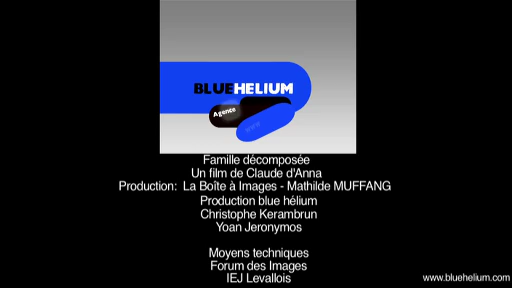 BLUEHELIUM
Agence
Famille décomposée
Un film de Claude d'Anna
Production: La Boîte à Images - Mathilde MUFFANG
Production blue hélium
Christophe Kerambrun
Yoan Jeronymos
Moyens techniques
Forum des Images
IEJ Levallois
www.bluehelium.com